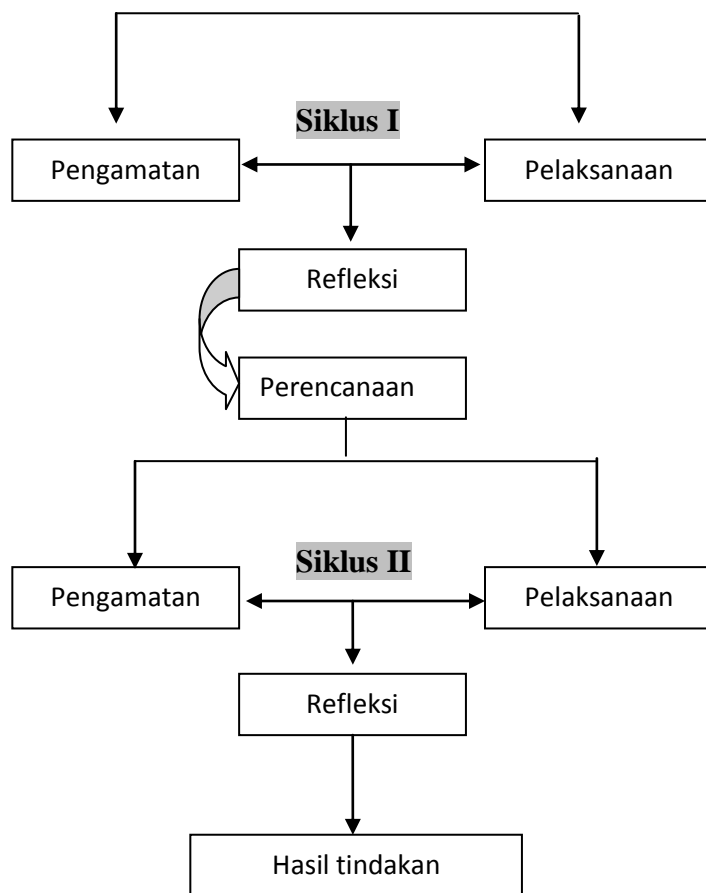 Siklus I
Pengamatan
Pelaksanaan
Refleksi
Perencanaan
Siklus II
Pengamatan
Pelaksanaan
Refleksi
Hasil tindakan